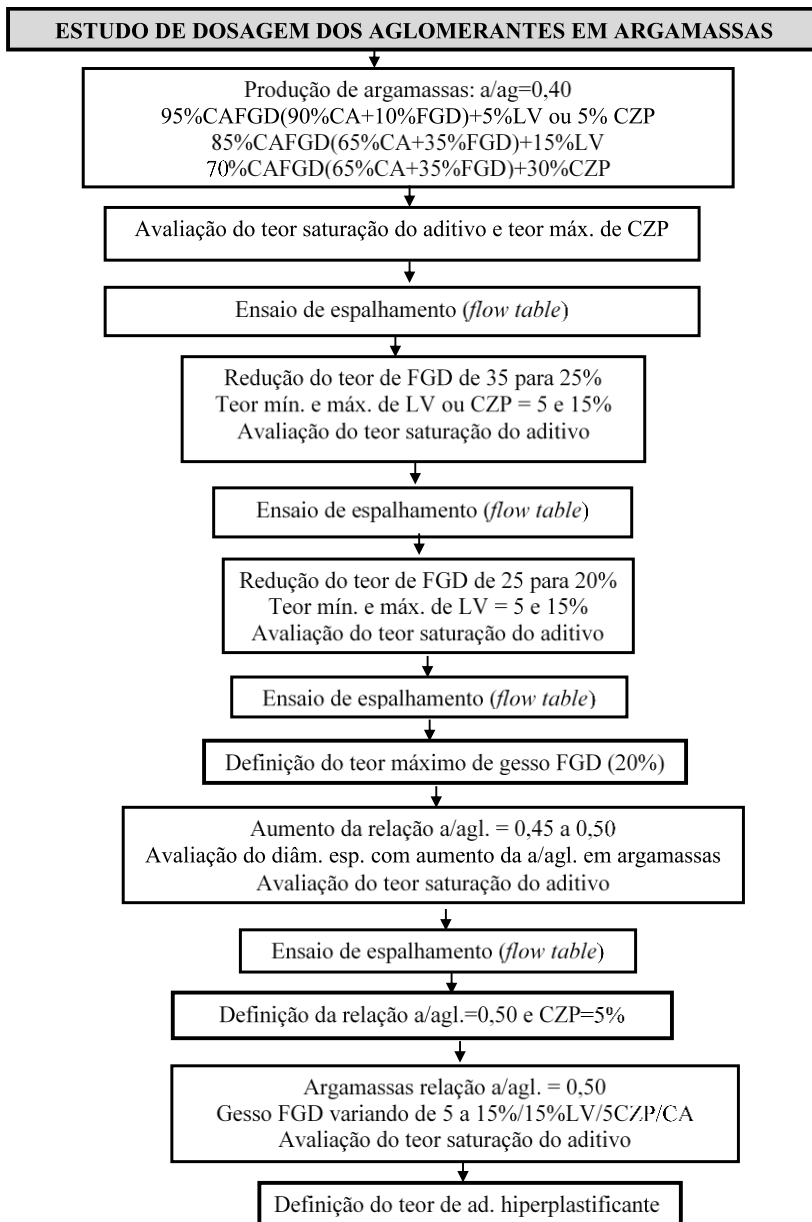 ESTUDO DE DOSAGEM DOS AGLOMERANTES EM ARGAMASSAS
Produção de argamassas: a/ag=0,40
95%CAFGD(90%CA+10%FGD)+5%LV ou 5% CZP
85%CAFGD(65%CA+35%FGD)+15%LV
70%CAFGD(65%CA+35%FGD)+30%CZP
Avaliação do teor saturação do aditivo e teor máx. de CZP
Ensaio de espalhamento (flow table)
Redução do teor de FGD de 35 para 25%
Teor mín. e máx. de LV ou CZP = 5 e 15%
Avaliação do teor saturação do aditivo
Ensaio de espalhamento (flow table)
Redução do teor de FGD de 25 para 20%
Teor mín. e máx. de LV = 5 e 15%
Avaliação do teor saturação do aditivo
Ensaio de espalhamento (flow table)
Definição do teor máximo de gesso FGD (20%)
Aumento da relação a/agl. = 0,45 a 0,50
Avaliação do diâm. esp. com aumento da a/agl. em argamassas
Avaliação do teor saturação do aditivo
Ensaio de espalhamento (flow table)
Definição da relação a/agl.=0,50 e CZP=5%
Argamassas relação a/agl. = 0,50
Gesso FGD variando de 5 a 15%/15%LV/5CZP/CA
Avaliação do teor saturação do aditivo
Definição do teor de ad. hiperplastificante